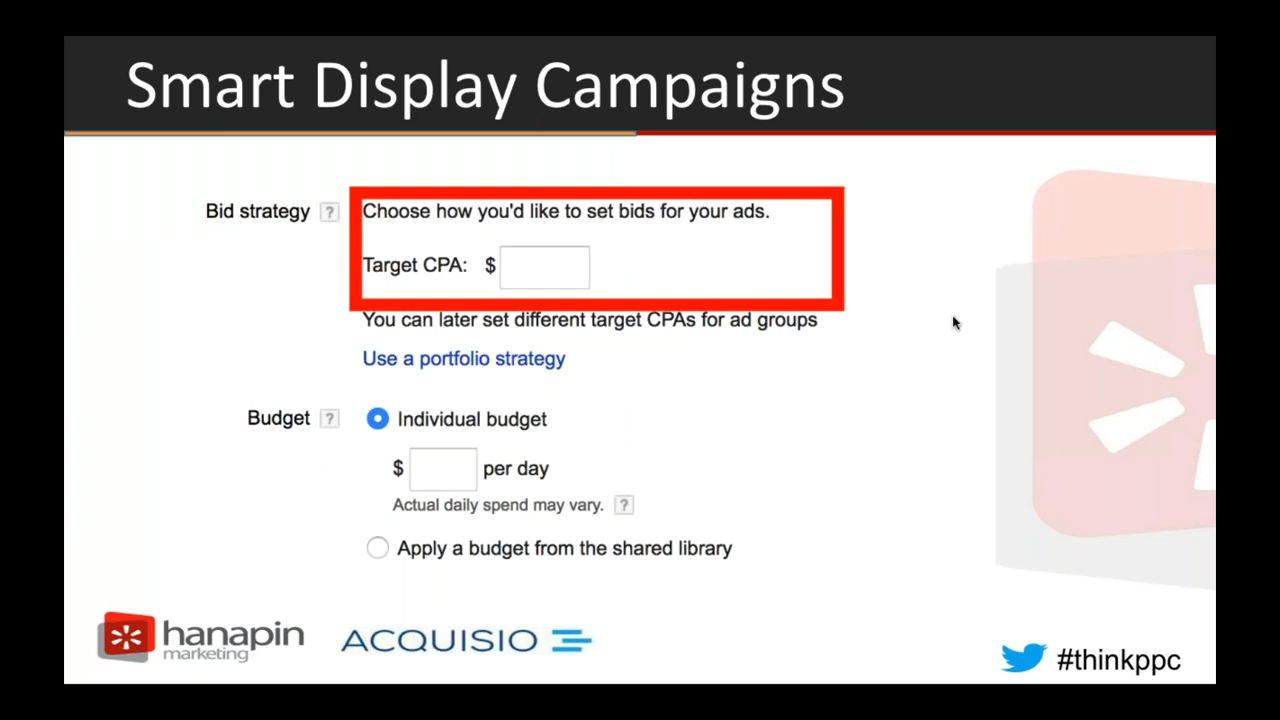 Smart Display Campaigns
Bid strategy ? Choose how you'd like to set bids for your ads.
Target CPA: $
You can later set different target CPAs for ad groups
Use a portfolio strategy
Budget ? Individual budget
$ per day
Actual daily spend may vary. ?
Apply a budget from the shared library
hanapin
marketing
ACQUISIO
#thinkppc